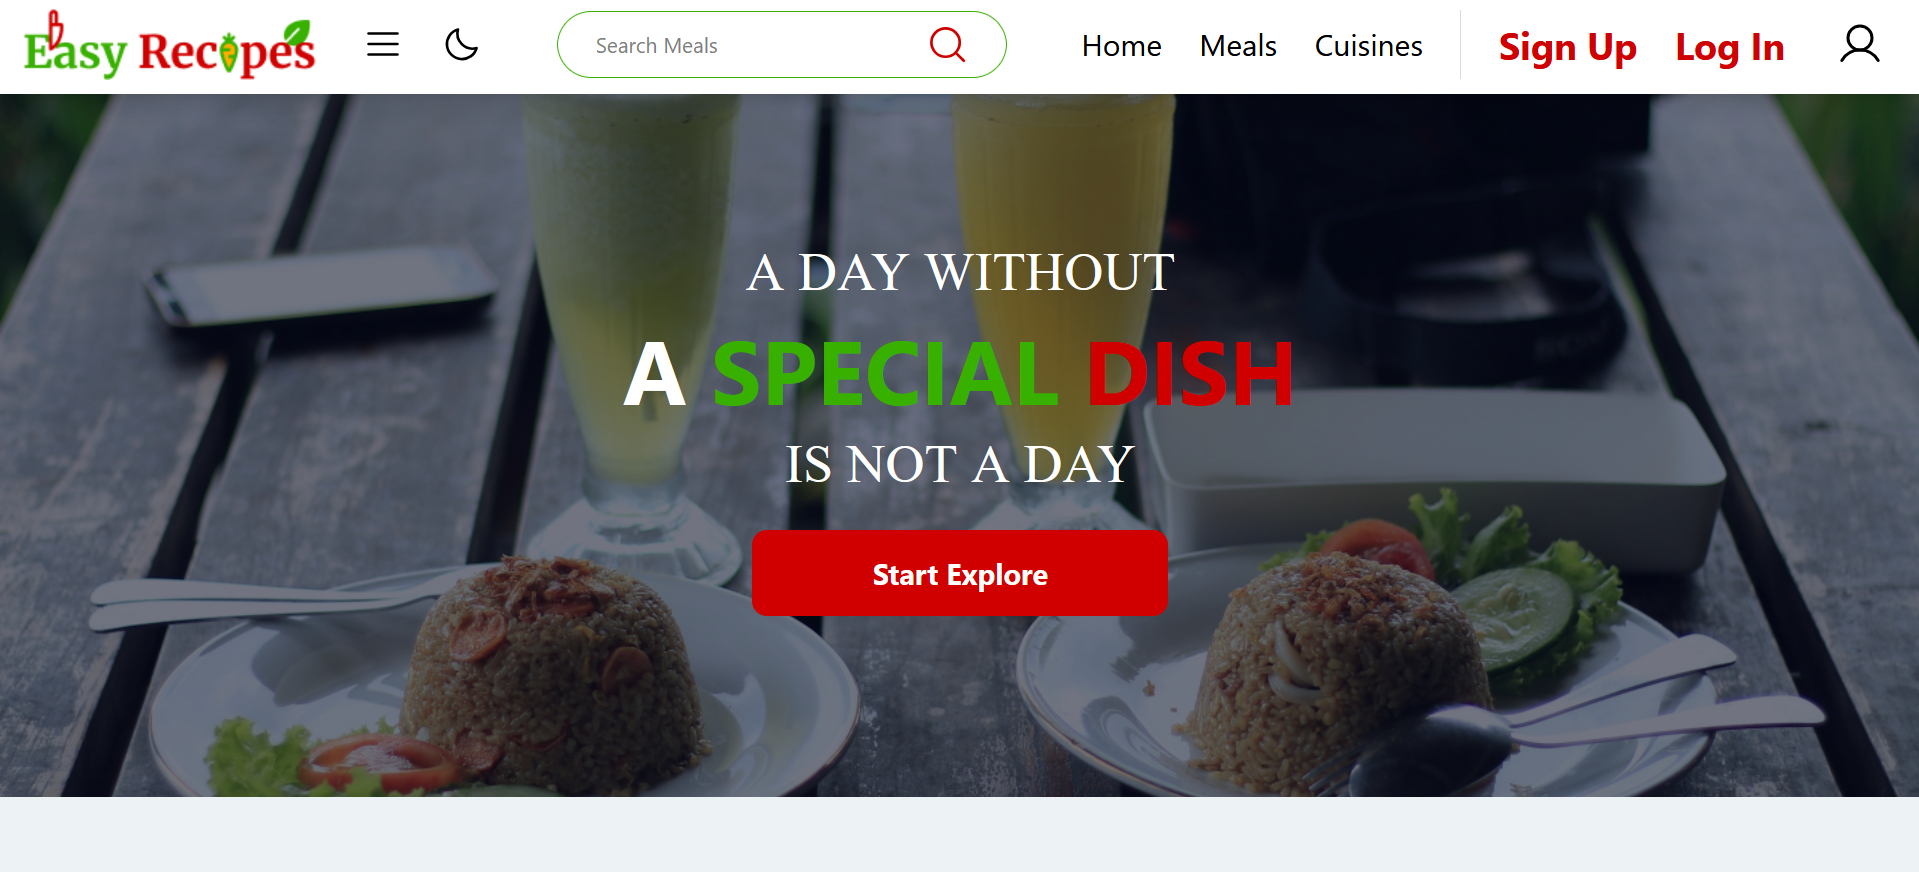 Easy Recipes
Search Meals
Home Meals Cuisines
Sign Up Log In
A DAY WITHOUT
A SPECIAL DISH
IS NOT A DAY
Start Explore